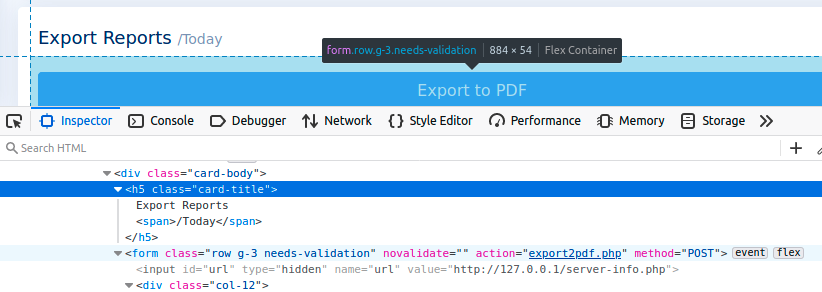 Export Reports /Today
form.row.g-3.needs-validation 884 × 54 Flex Container
Export to PDF
Inspector Console Debugger Network Style Editor Performance Memory Storage
Search HTML
<div class="card-body">
<h5 class="card-title">
Export Reports
<span>/Today</span>
</h5>
<form class="row g-3 needs-validation" novalidate="" action="export2pdf.php" method="POST"> event flex
<input id="url" type="hidden" name="url" value="http://127.0.0.1/server-info.php">
<div class="col-12">